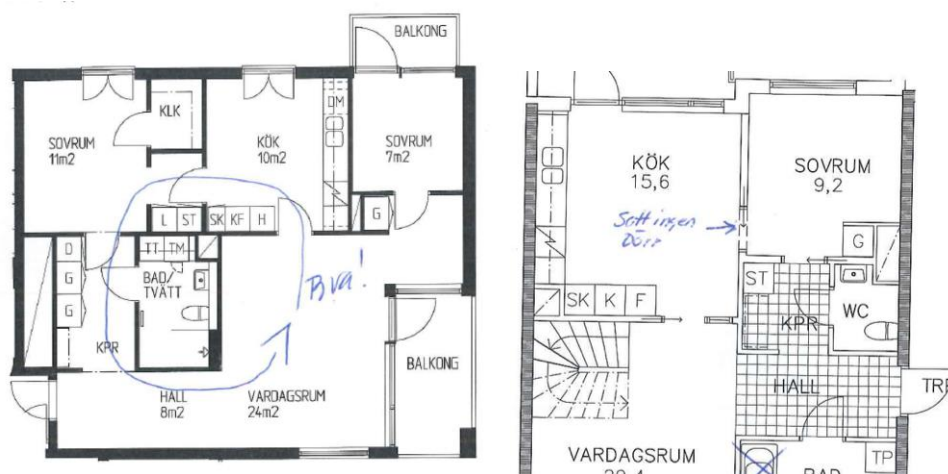 BALKONG
KLK
DM
SOVRUM
11m2
KÖK
10m2
SOVRUM
7m2
L ST SK KF H
G
D
G
G
TT TM
BAD/
TVÄTT
Bra!
KPR
BALKONG
HALL
8m2
VARDAGSRUM
24m2
KÖK
15,6
SOVRUM
9,2
Sätt ingen
Dörr
G
ST
SK K F
KPR
WC
HALL
TRP
VARDAGSRUM
BAD
TP